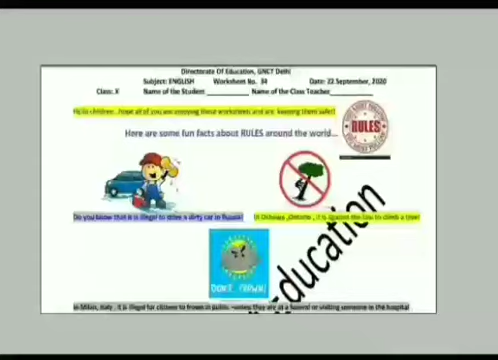 Directorate Of Education, GNCT Delhi
Subject: ENGLISH Worksheet No. 34 Date: 22 September, 2020
Class: X Name of the Student ____________ Name of the Class Teacher____________
Hello children, hope all of you are enjoying these worksheets and are keeping them safe!!
RULES
Here are some fun facts about RULES around the world...
Do you know that it is illegal to drive a dirty car in Russia!
In Oshawa ,Ontario , it is against the law to climb a tree!
DON'T FROWN!
education
In Milan, Italy , it is illegal for citizens to frown in public –unless they are at a funeral or visiting someone in the hospital